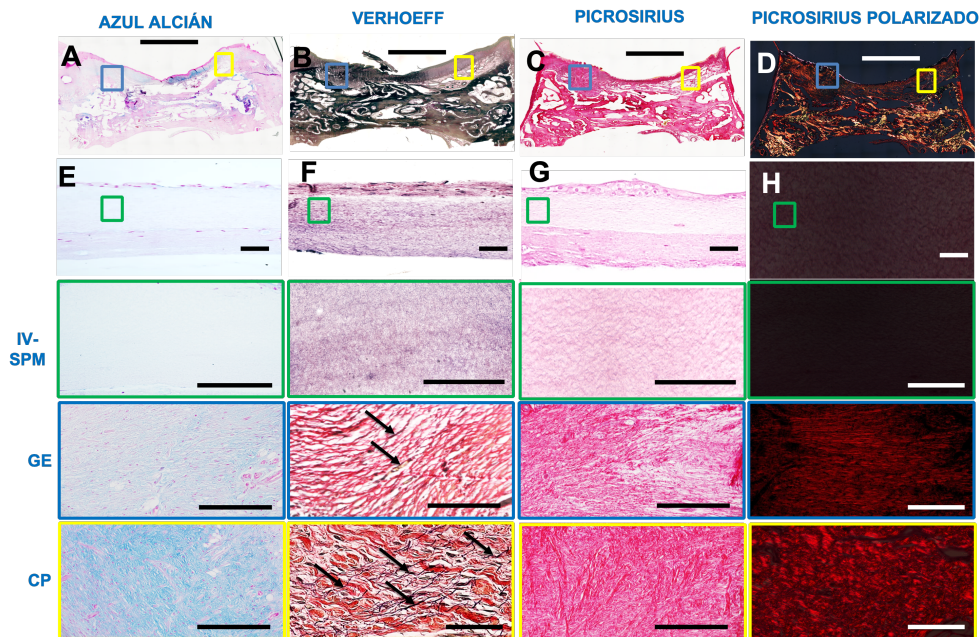 AZUL ALCIÁN VERHOEFF PICROSIRIUS PICROSIRIUS POLARIZADO
A B C D
E F G H
IV-
SPM
GE
CP